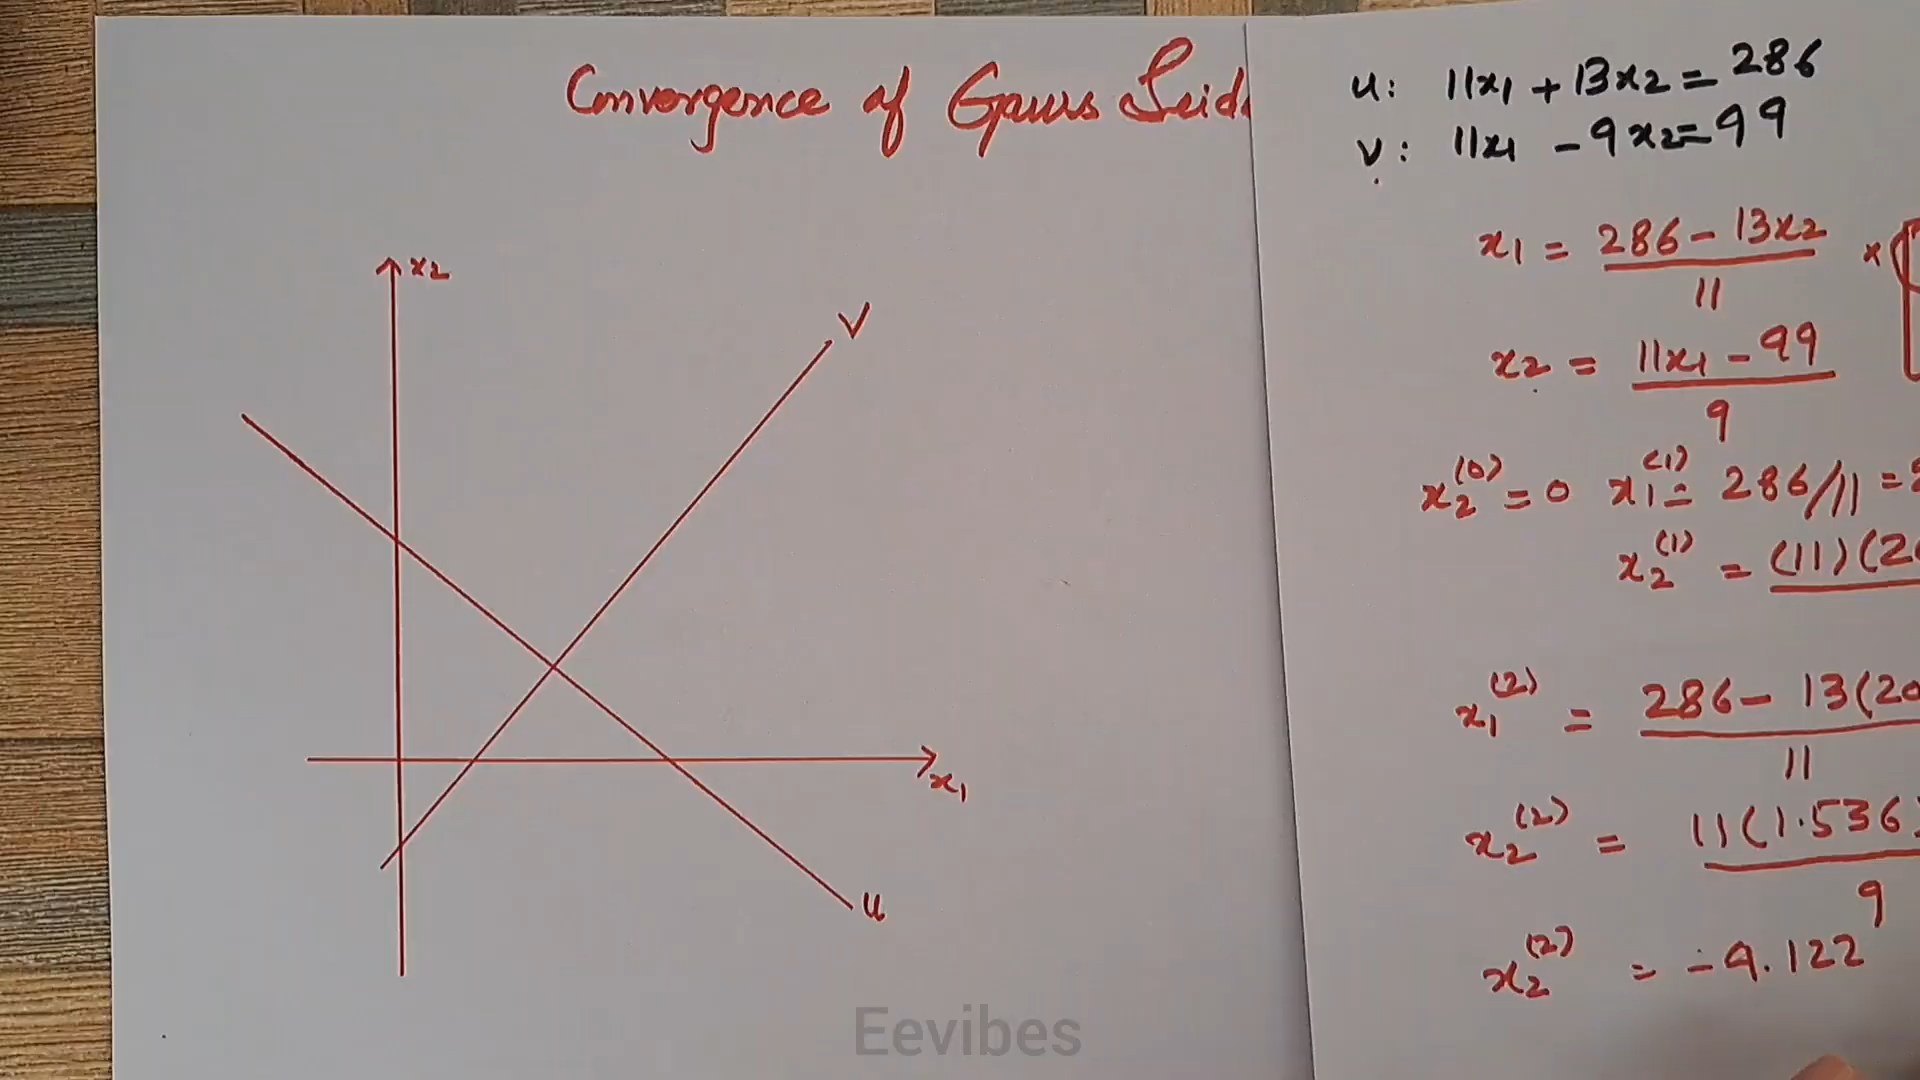 Convergence of Gauss Seid
x2
V
x1
u
u: 11x1 + 13x2 = 286
v: 11x1 - 9x2 = 99
x1 = 286 - 13x2 / 11
x2 = 11x1 - 99 / 9
x2^(0) = 0 x1^(1) = 286/11 =
x2^(1) = (11)(2
x1^(2) = 286 - 13(20 / 11
x2^(2) = 11(1.536) / 9
x2^(2) = -9.122
Eevibes